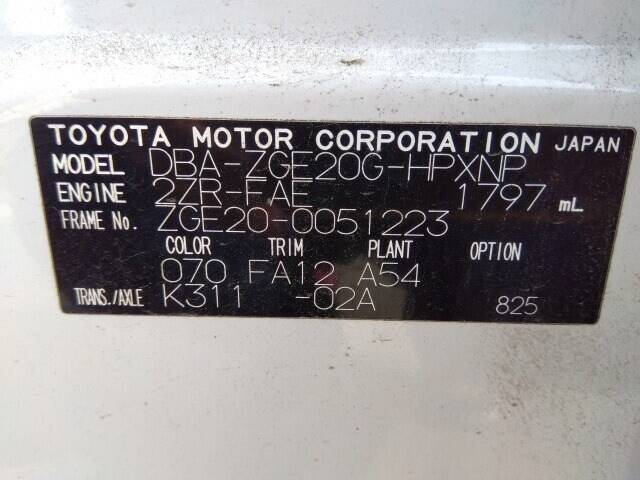 TOYOTA MOTOR CORPORATION JAPAN
MODEL DBA-ZGE20G-HPXNP
ENGINE 2ZR-FAE 1797 mL
FRAME No. ZGE20-0051223
COLOR TRIM PLANT OPTION
070 FA12 A54
TRANS./AXLE K311 -02A 825